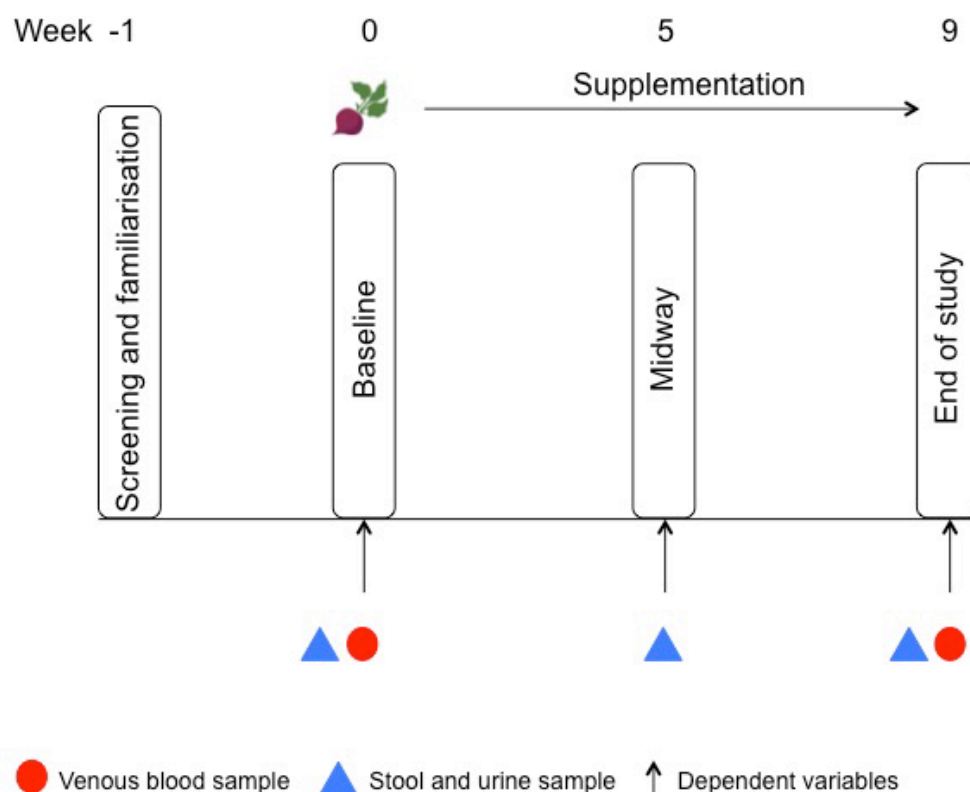 Week -1 0 5 9
Supplementation
Screening and familiarisation
Baseline
Midway
End of study
Venous blood sample Stool and urine sample Dependent variables